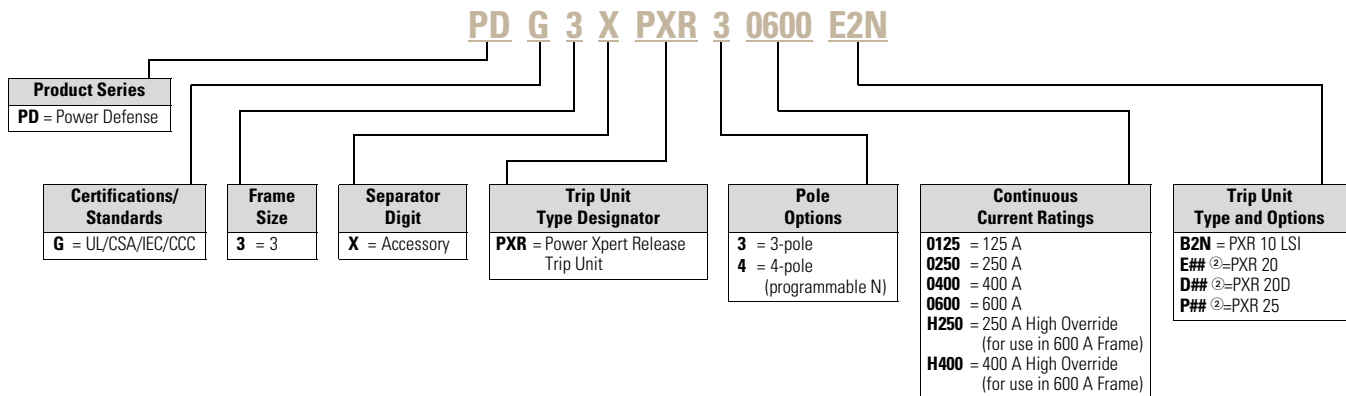 PD G 3 X PXR 3 0600 E2N
Product Series
PD = Power Defense
Certifications/
Standards
G = UL/CSA/IEC/CCC
Frame
Size
3 = 3
Separator
Digit
X = Accessory
Trip Unit
Type Designator
PXR = Power Xpert Release
Trip Unit
Pole
Options
3 = 3-pole
4 = 4-pole
(programmable N)
Continuous
Current Ratings
0125 = 125 A
0250 = 250 A
0400 = 400 A
0600 = 600 A
H250 = 250 A High Override
(for use in 600 A Frame)
H400 = 400 A High Override
(for use in 600 A Frame)
Trip Unit
Type and Options
B2N = PXR 10 LSI
E## ②=PXR 20
D## ②=PXR 20D
P## ②=PXR 25